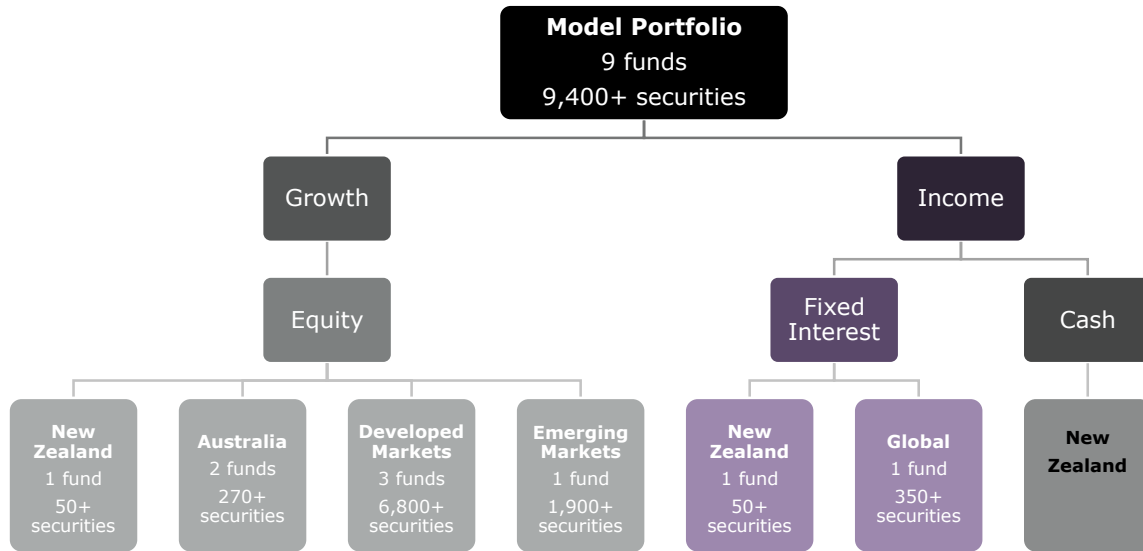 Model Portfolio
9 funds
9,400+ securities
Growth
Income
Equity
Fixed
Interest
Cash
New
Zealand
1 fund
50+
securities
Australia
2 funds
270+
securities
Developed
Markets
3 funds
6,800+
securities
Emerging
Markets
1 fund
1,900+
securities
New
Zealand
1 fund
50+
securities
Global
1 fund
350+
securities
New
Zealand